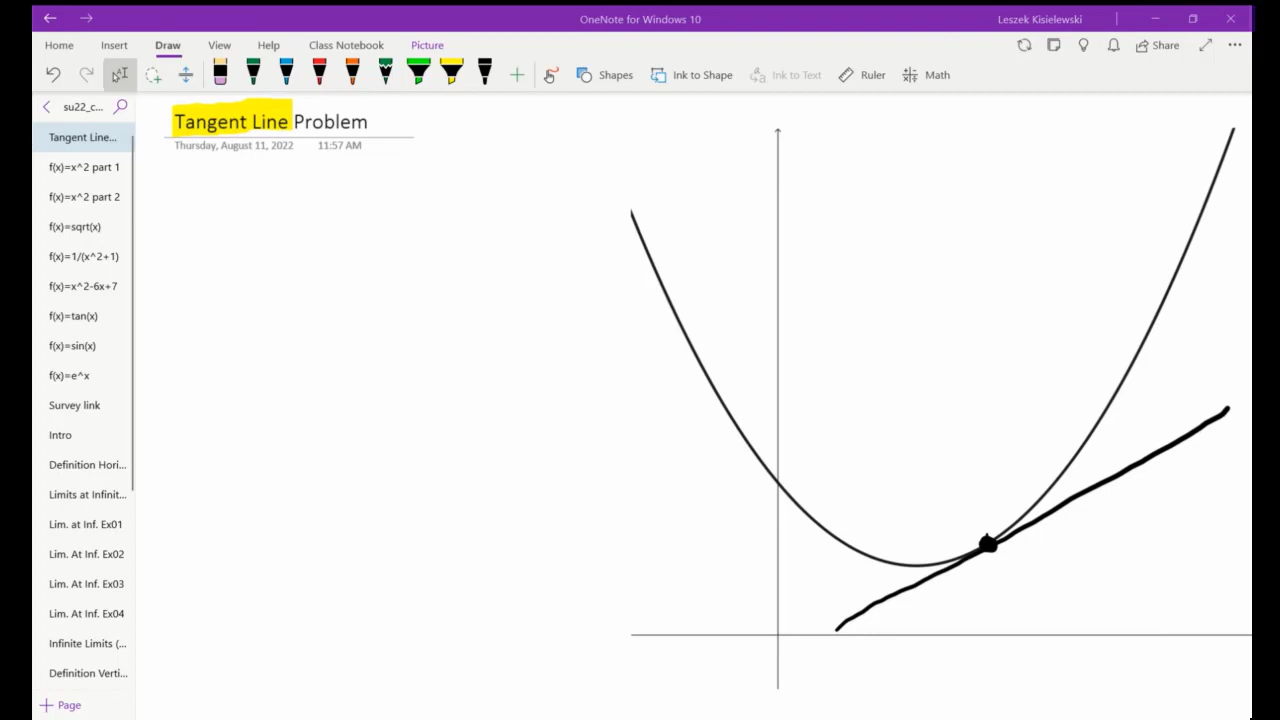 OneNote for Windows 10
Leszek Kisielewski
Home Insert Draw View Help Class Notebook Picture
Share
Shapes Ink to Shape Ink to Text Ruler Math
su22_c...
Tangent Line Problem
Thursday, August 11, 2022 11:57 AM
Tangent Line...
f(x)=x^2 part 1
f(x)=x^2 part 2
f(x)=sqrt(x)
f(x)=1/(x^2+1)
f(x)=x^2-6x+7
f(x)=tan(x)
f(x)=sin(x)
f(x)=e^x
Survey link
Intro
Definition Hori...
Limits at Infinit...
Lim. at Inf. Ex01
Lim. At Inf. Ex02
Lim. At Inf. Ex03
Lim. At Inf. Ex04
Infinite Limits (...
Definition Verti...
Page